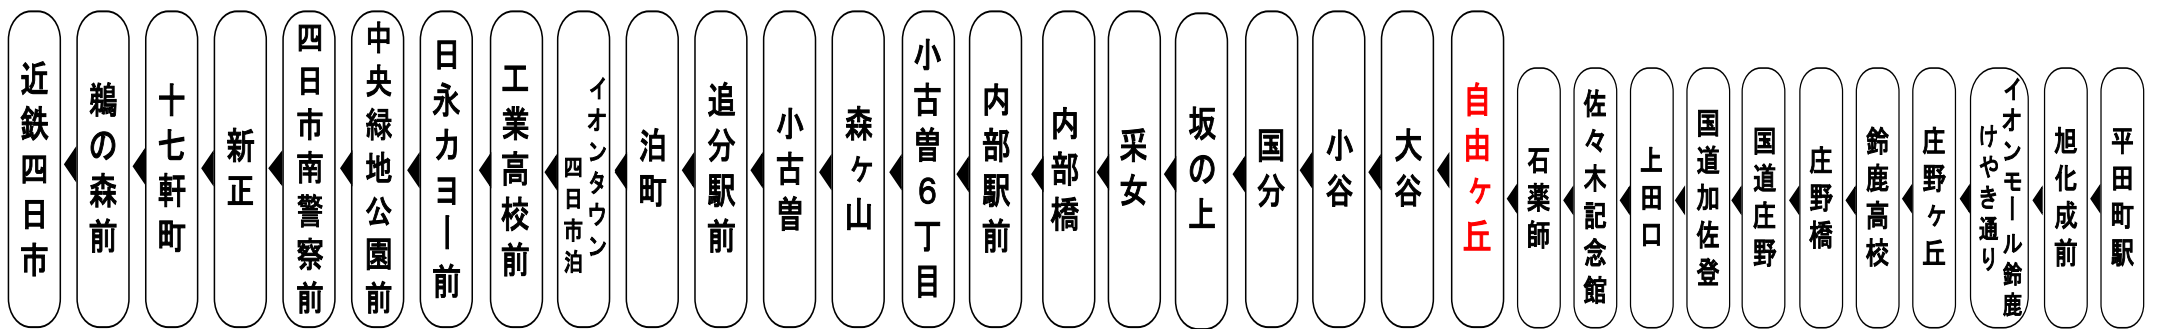 平田町駅
旭化成前
イオンモール鈴鹿
けやき通り
庄野ヶ丘
鈴鹿高校
庄野橋
国道庄野
国道加佐登
上田口
佐々木記念館
石薬師
自由ヶ丘
大谷
小谷
国分
坂の上
采女
内部橋
内部駅前
小古曽６丁目
森ヶ山
小古曽
追分駅前
泊町
イオンタウン
四日市泊
工業高校前
日永カヨー前
中央緑地公園前
四日市南警察前
新正
十七軒町
鵜の森前
近鉄四日市